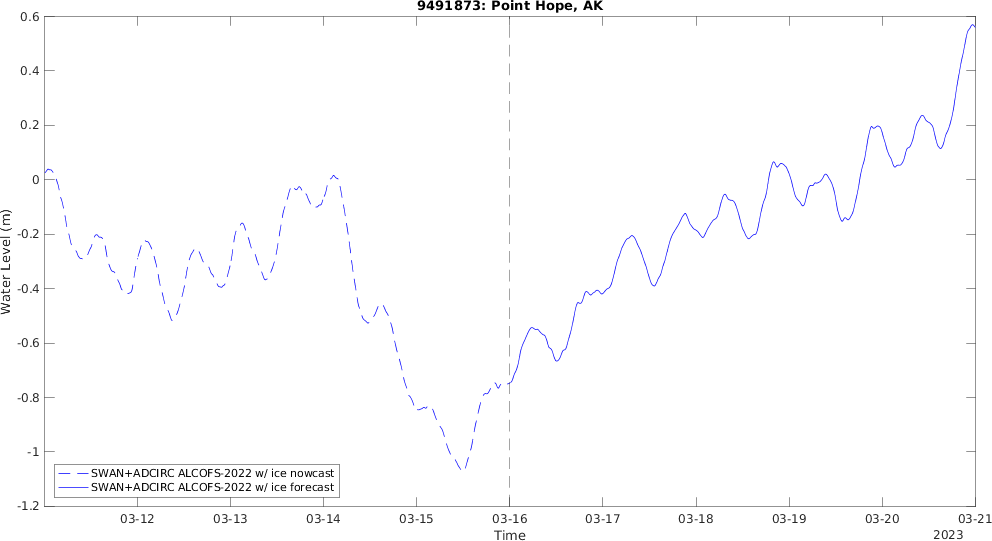 9491873: Point Hope, AK
0.6
0.4
0.2
0
-0.2
-0.4
-0.6
-0.8
-1
-1.2
Water Level (m)
SWAN+ADCIRC ALCOFS-2022 w/ ice nowcast
SWAN+ADCIRC ALCOFS-2022 w/ ice forecast
03-12 03-13 03-14 03-15 03-16 03-17 03-18 03-19 03-20 03-21
Time
2023